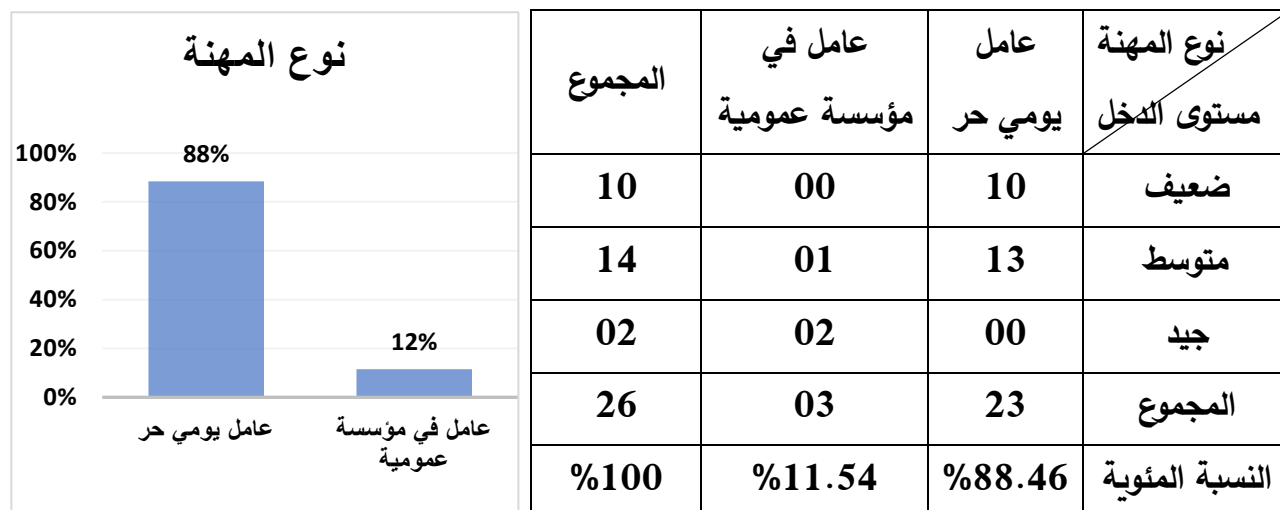 نوع المهنة
100%
80%
60%
40%
20%
0%
88%
12%
عامل يومي حر
عامل في مؤسسة
عمومية
نوع المهنة
مستوى الدخل
عامل
يومي حر
عامل في
مؤسسة عمومية
المجموع
ضعيف 10 00 10
متوسط 13 01 14
جيد 00 02 02
المجموع 23 03 26
النسبة المئوية %88.46 %11.54 %100